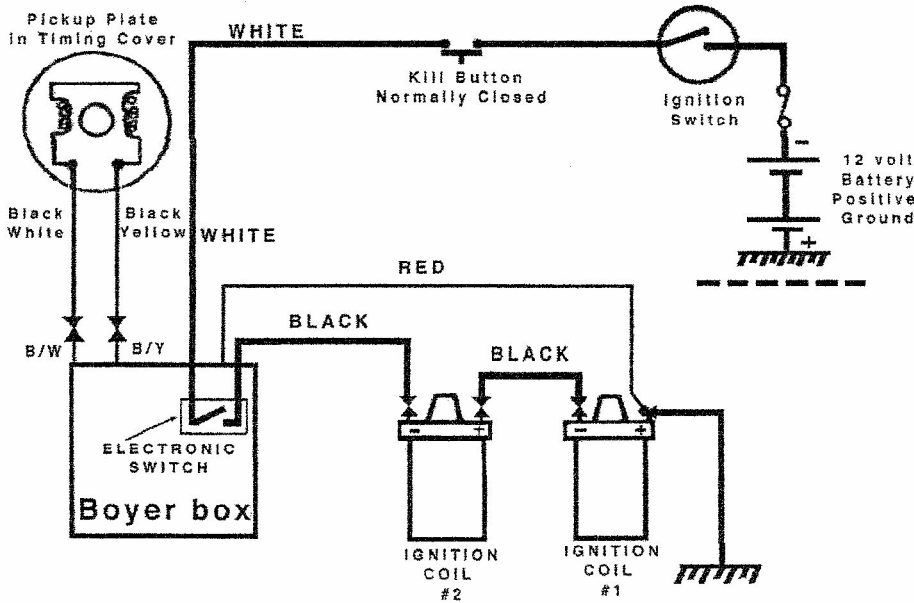 Pickup Plate
in Timing Cover
WHITE
Kill Button
Normally Closed
Ignition
Switch
-
12 volt
Battery
Positive
Ground
+
Black
White
Black
Yellow
WHITE
RED
BLACK
BLACK
B/W
B/Y
- +
- +
ELECTRONIC
SWITCH
Boyer box
IGNITION
COIL
#2
IGNITION
COIL
#1